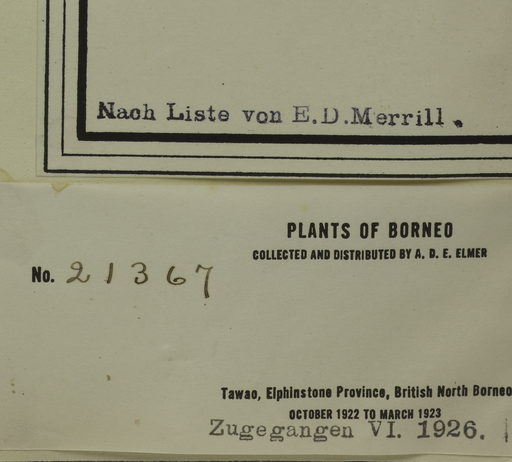 Nach Liste von E.D.Merrill.
PLANTS OF BORNEO
COLLECTED AND DISTRIBUTED BY A. D. E. ELMER
No. 21367
Tawao, Elphinstone Province, British North Borneo
OCTOBER 1922 TO MARCH 1923
Zugegangen VI. 1926.